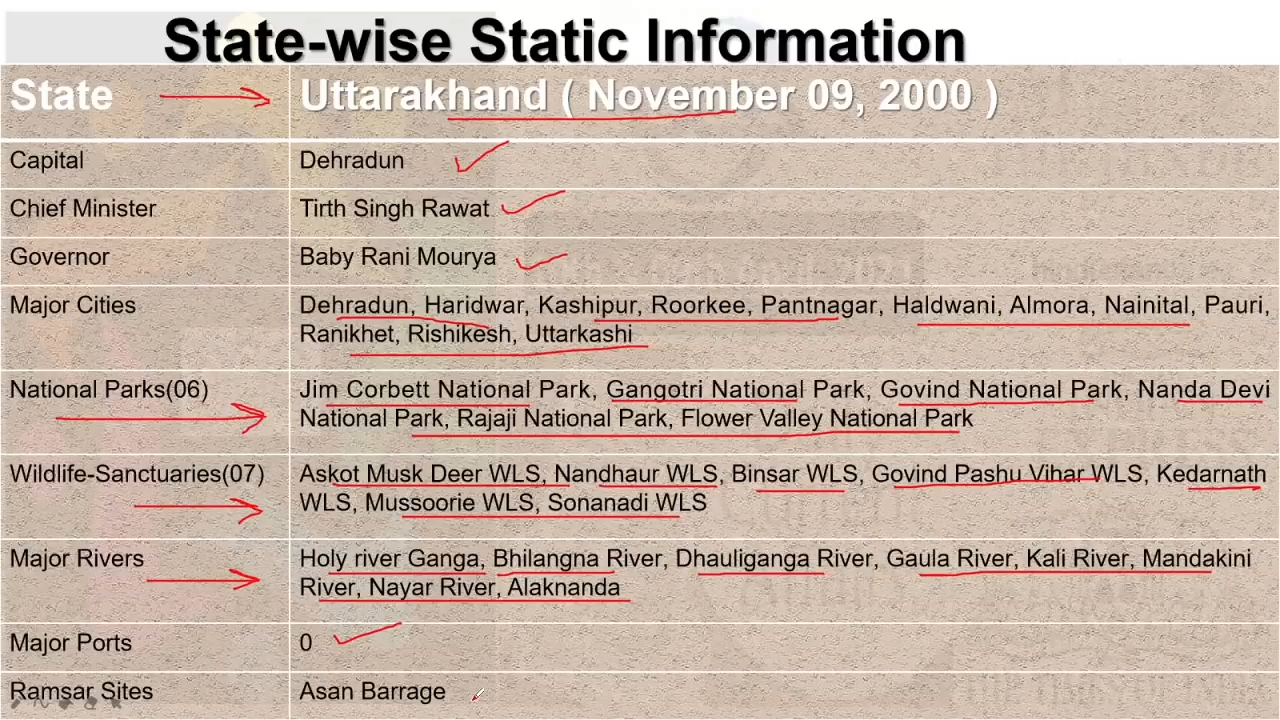 State-wise Static Information
State Uttarakhand ( November 09, 2000 )
Capital Dehradun
Chief Minister Tirth Singh Rawat
Governor Baby Rani Mourya
Major Cities Dehradun, Haridwar, Kashipur, Roorkee, Pantnagar, Haldwani, Almora, Nainital, Pauri,
Ranikhet, Rishikesh, Uttarkashi
National Parks(06) Jim Corbett National Park, Gangotri National Park, Govind National Park, Nanda Devi
National Park, Rajaji National Park, Flower Valley National Park
Wildlife-Sanctuaries(07) Askot Musk Deer WLS, Nandhaur WLS, Binsar WLS, Govind Pashu Vihar WLS, Kedarnath
WLS, Mussoorie WLS, Sonanadi WLS
Major Rivers Holy river Ganga, Bhilangna River, Dhauliganga River, Gaula River, Kali River, Mandakini
River, Nayar River, Alaknanda
Major Ports 0
Ramsar Sites Asan Barrage